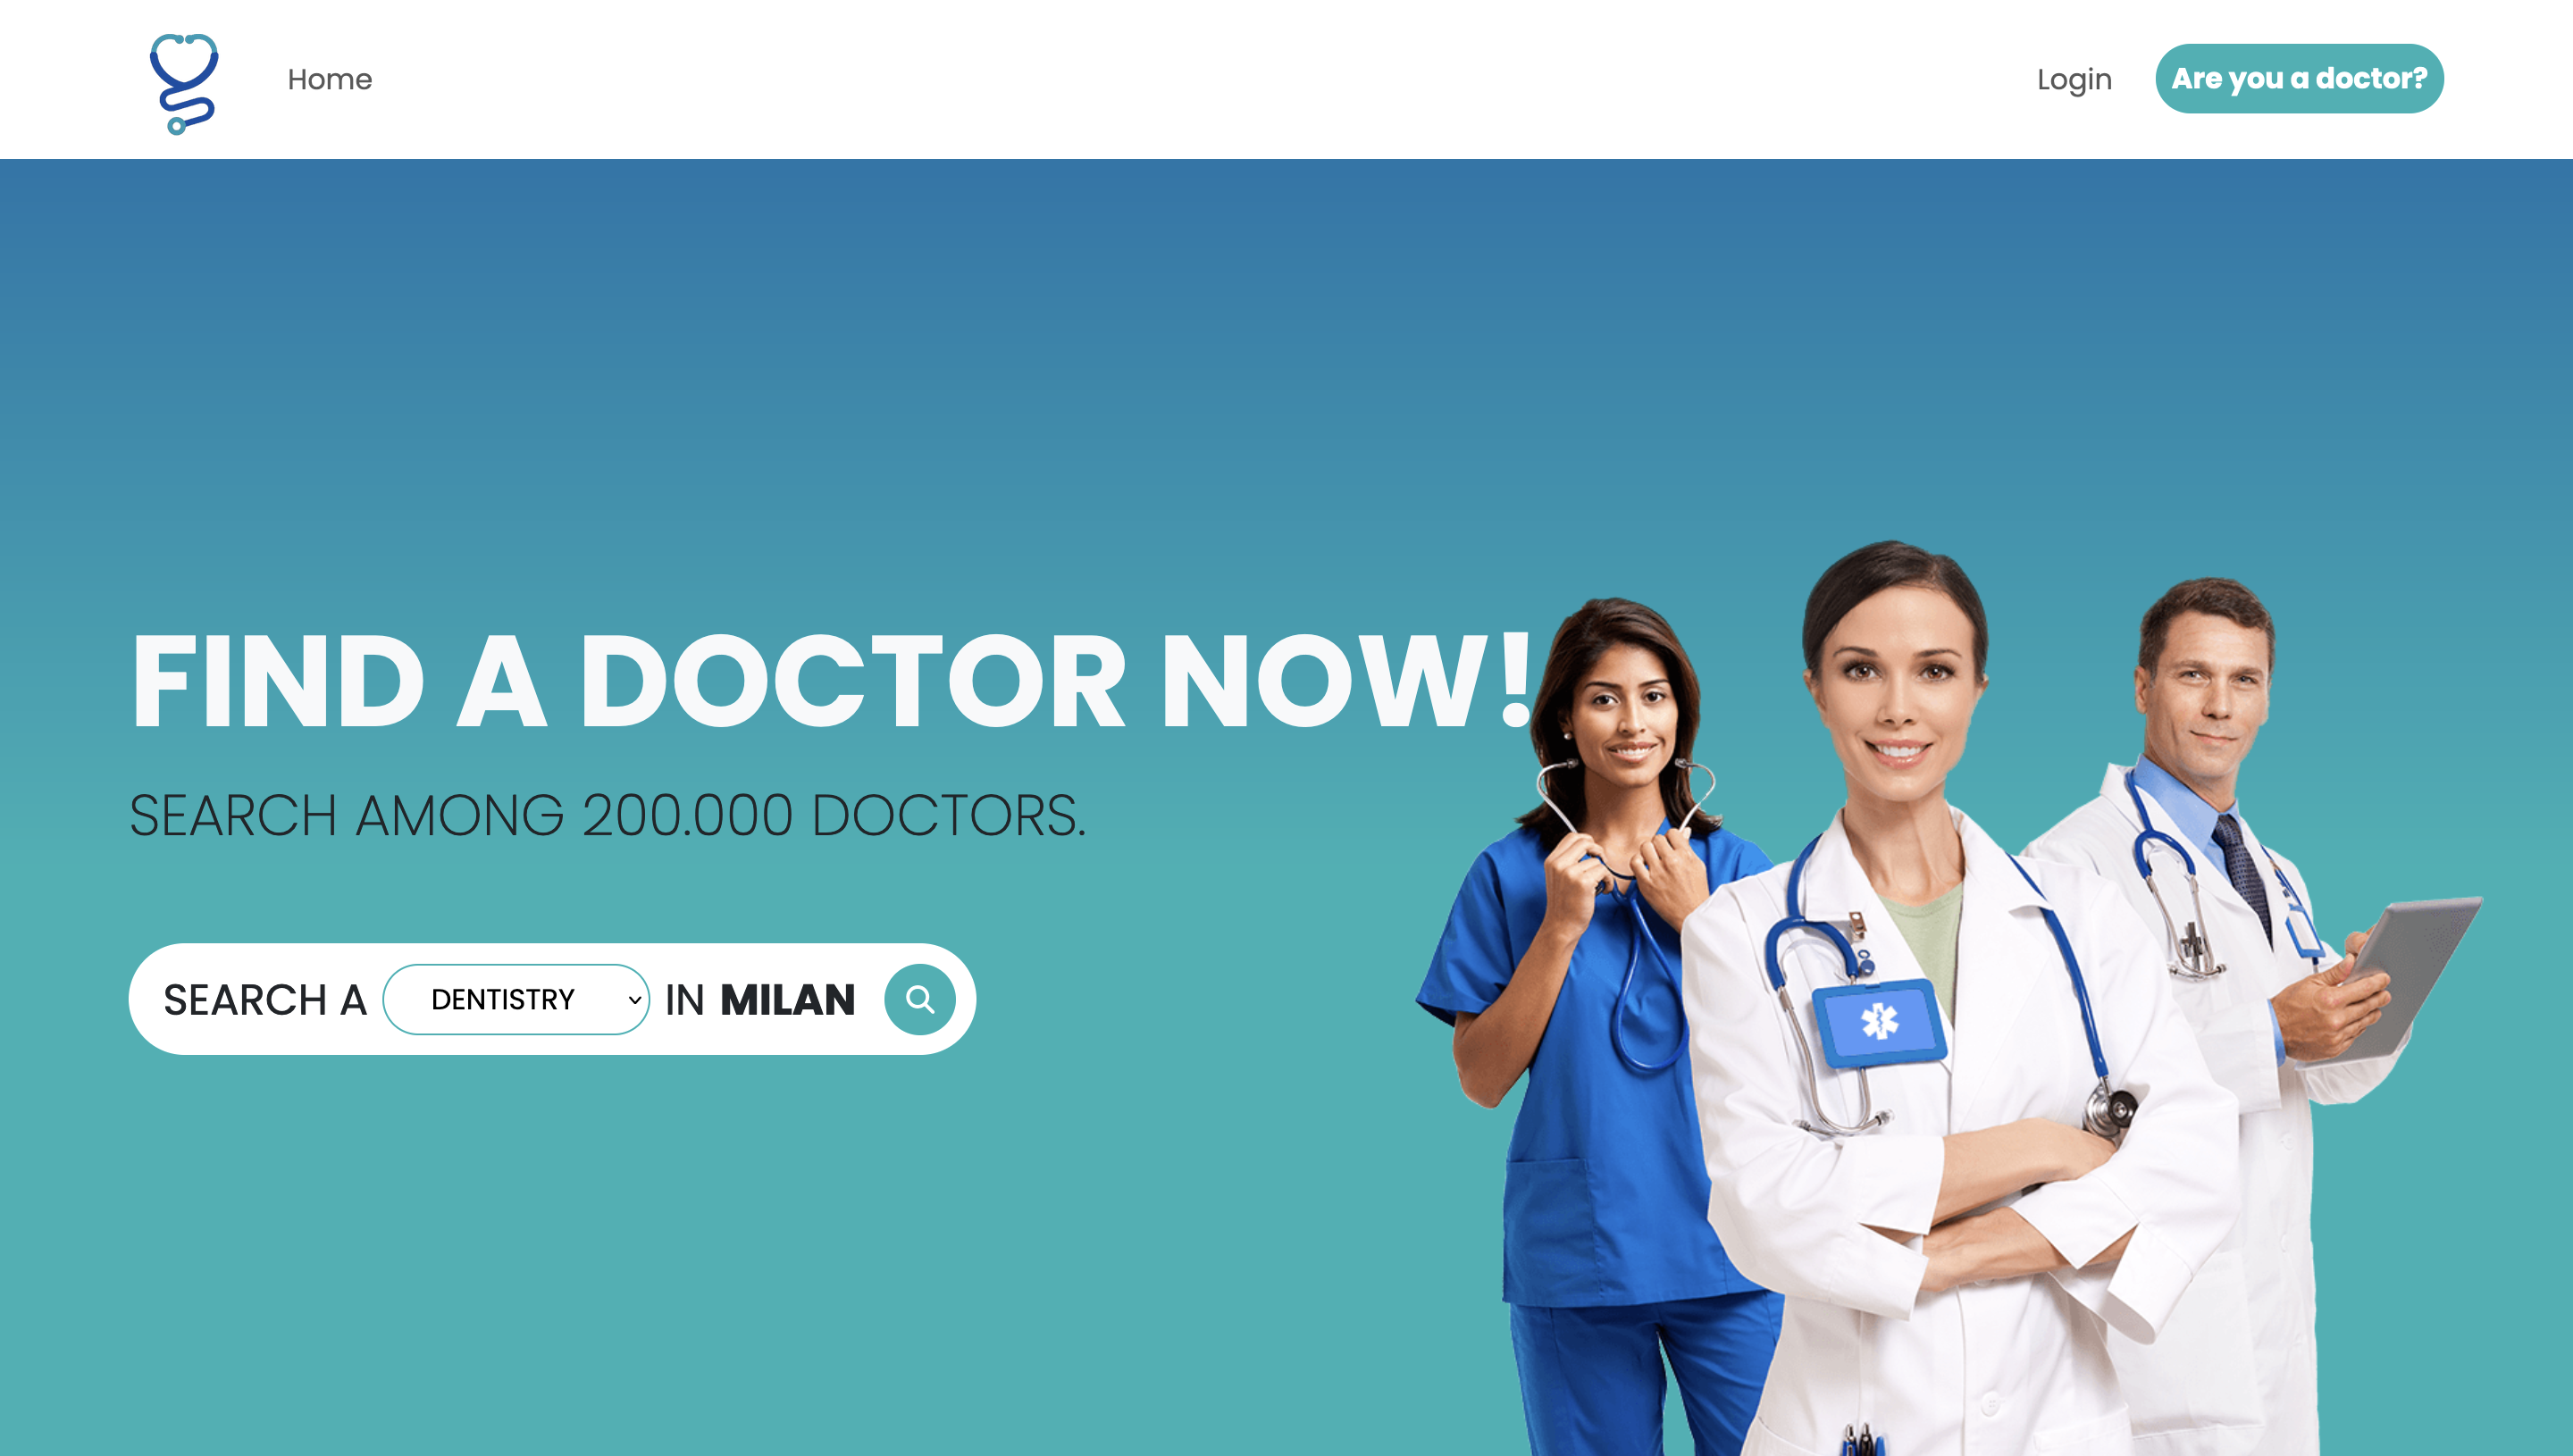 Home
Login
Are you a doctor?
FIND A DOCTOR NOW!
SEARCH AMONG 200.000 DOCTORS.
SEARCH A DENTISTRY IN MILAN